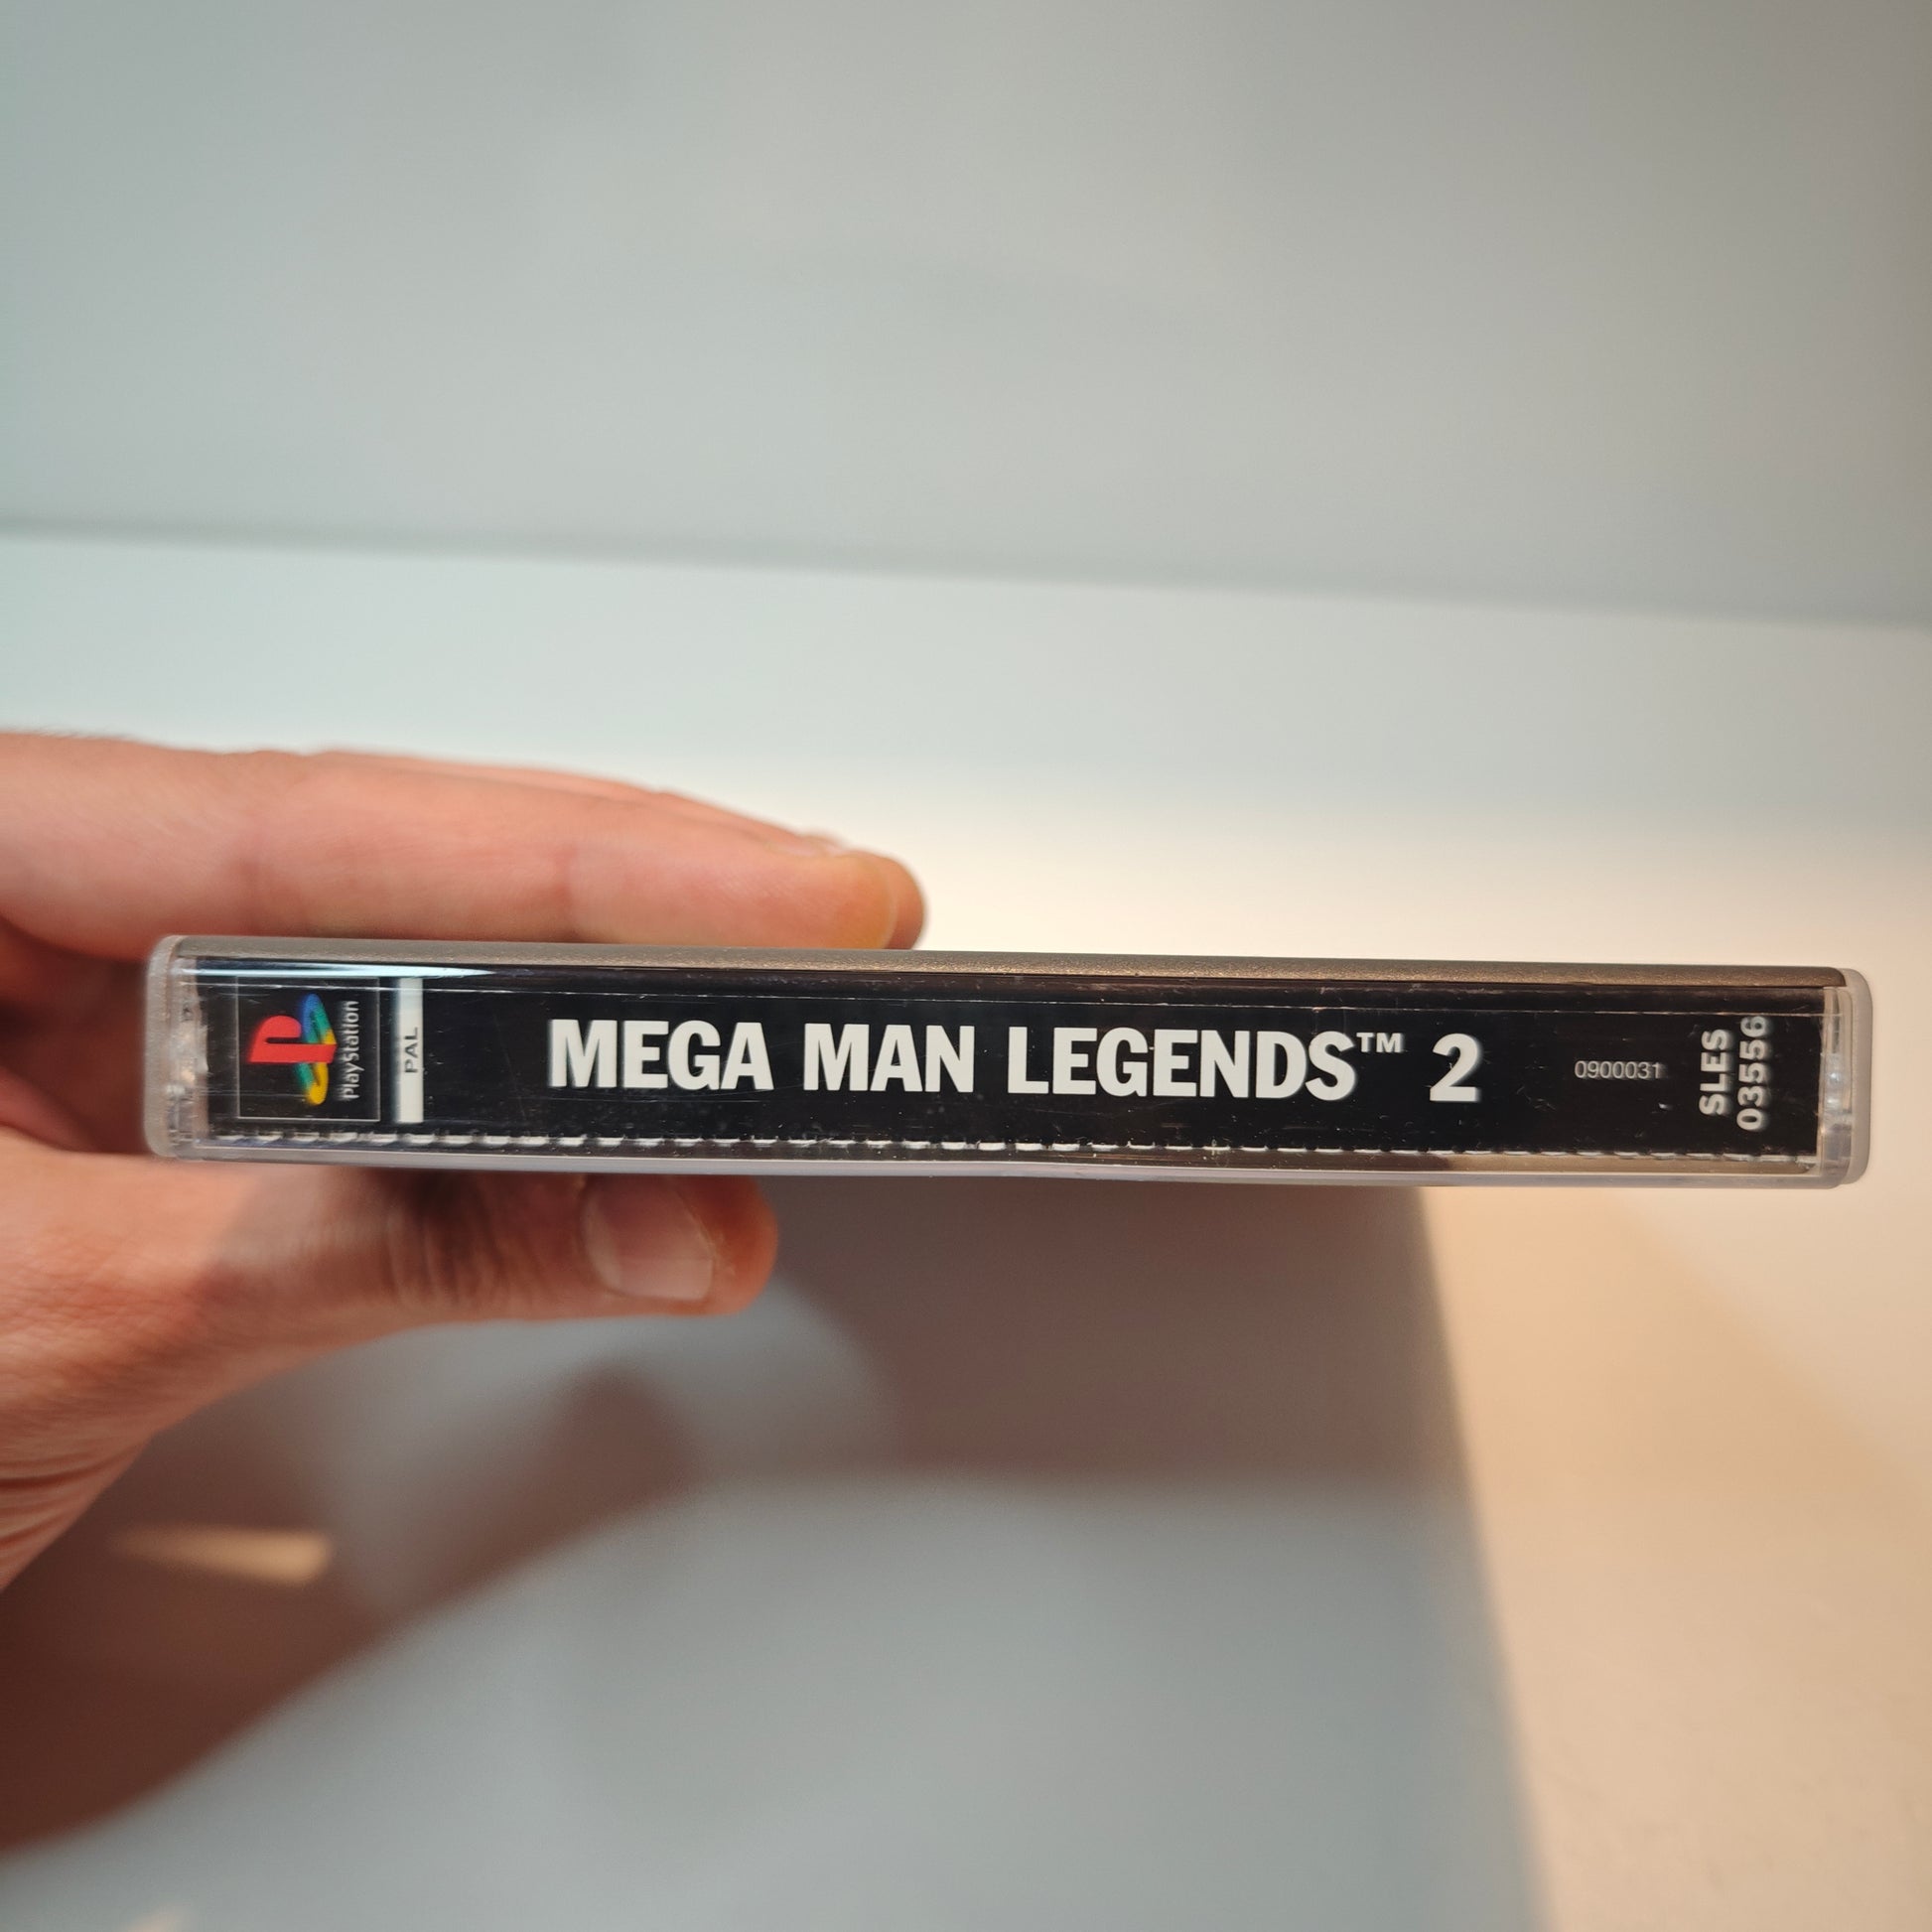 PlayStation
PAL
MEGA MAN LEGENDS™ 2
0900031
SLES
03556